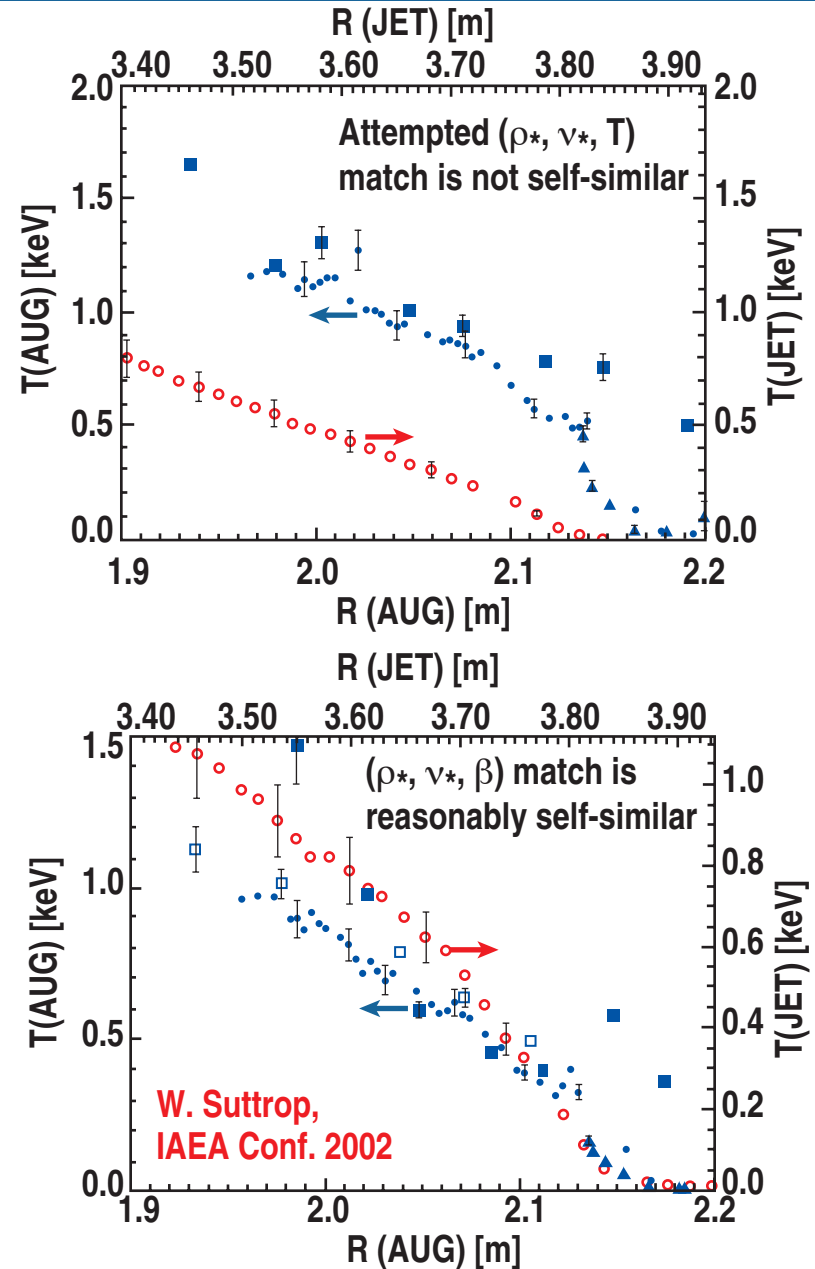 R (JET) [m]
3.40 3.50 3.60 3.70 3.80 3.90
2.0 2.0
Attempted (ρ*, ν*, T)
match is not self-similar
1.5 1.5
T(AUG) [keV]
T(JET) [keV]
1.0 1.0
0.5 0.5
0.0 0.0
1.9 2.0 2.1 2.2
R (AUG) [m]
R (JET) [m]
3.40 3.50 3.60 3.70 3.80 3.90
1.5
(ρ*, ν*, β) match is
reasonably self-similar
1.0
0.8
1.0
T(AUG) [keV]
T(JET) [keV]
0.6
0.5
0.4
W. Suttrop,
IAEA Conf. 2002
0.2
0.0 0.0
1.9 2.0 2.1 2.2
R (AUG) [m]